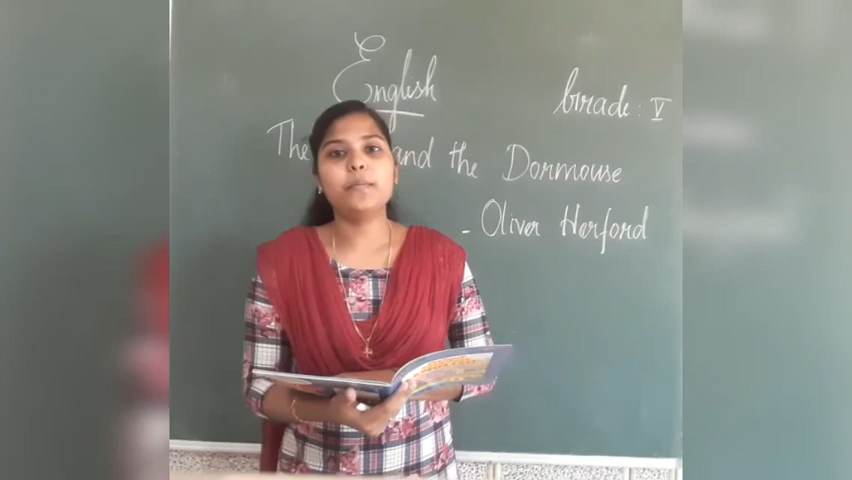 English
Grade: V
The and the Dormouse
- Oliver Herford